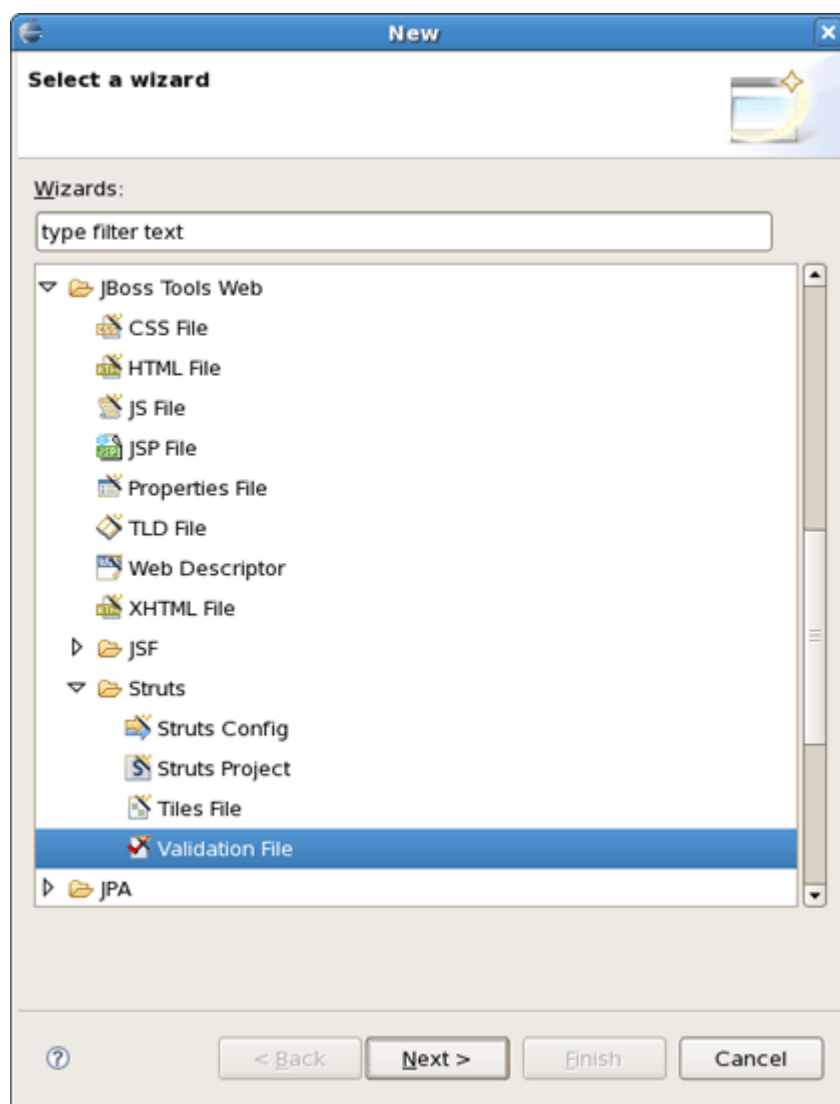 New
Select a wizard
Wizards:
type filter text
JBoss Tools Web
CSS File
HTML File
JS File
JSP File
Properties File
TLD File
Web Descriptor
XHTML File
JSF
Struts
Struts Config
Struts Project
Tiles File
Validation File
JPA
? < Back Next > Finish Cancel